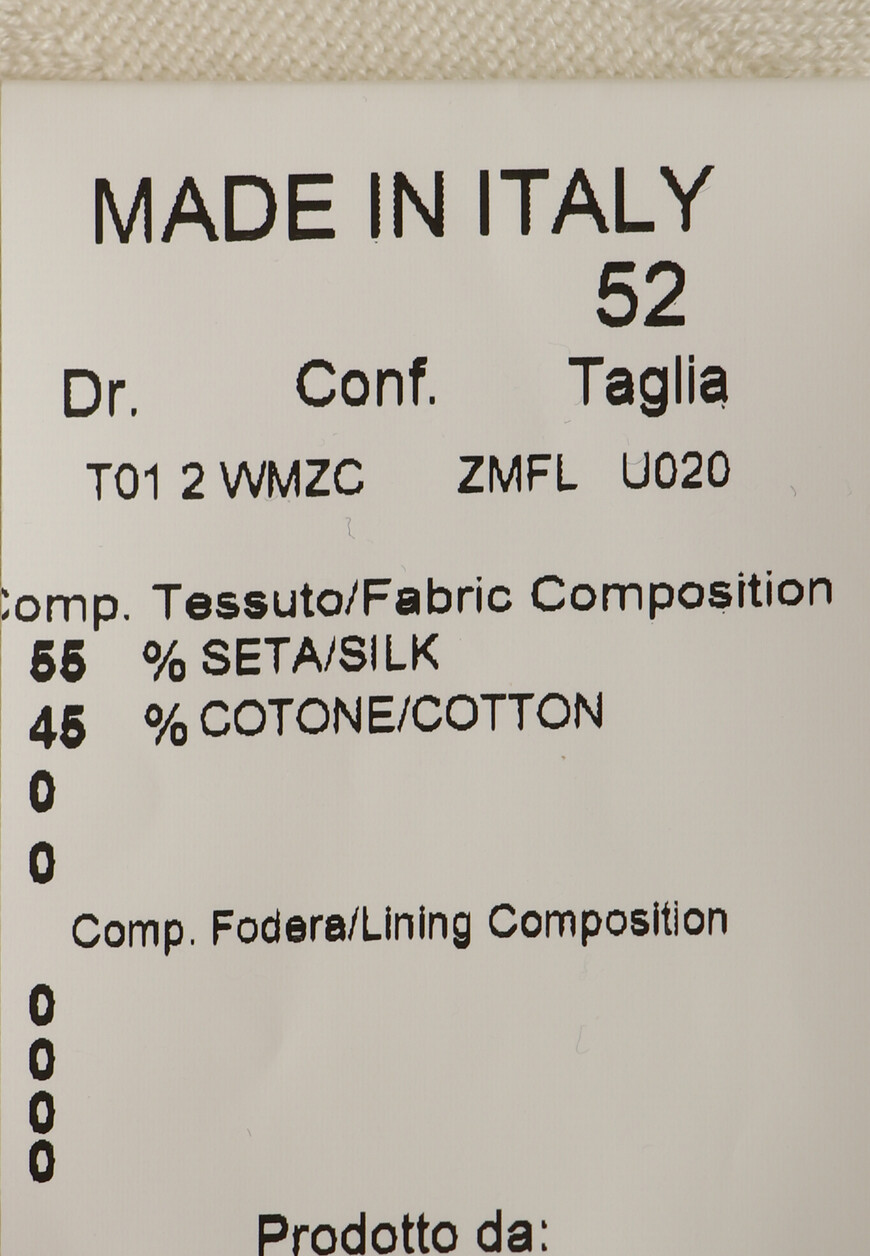 MADE IN ITALY
52
Dr. Conf. Taglia
T01 2 WMZC ZMFL U020
Comp. Tessuto/Fabric Composition
55 % SETA/SILK
45 % COTONE/COTTON
0
0
Comp. Fodera/Lining Composition
0
0
0
0
Prodotto da: